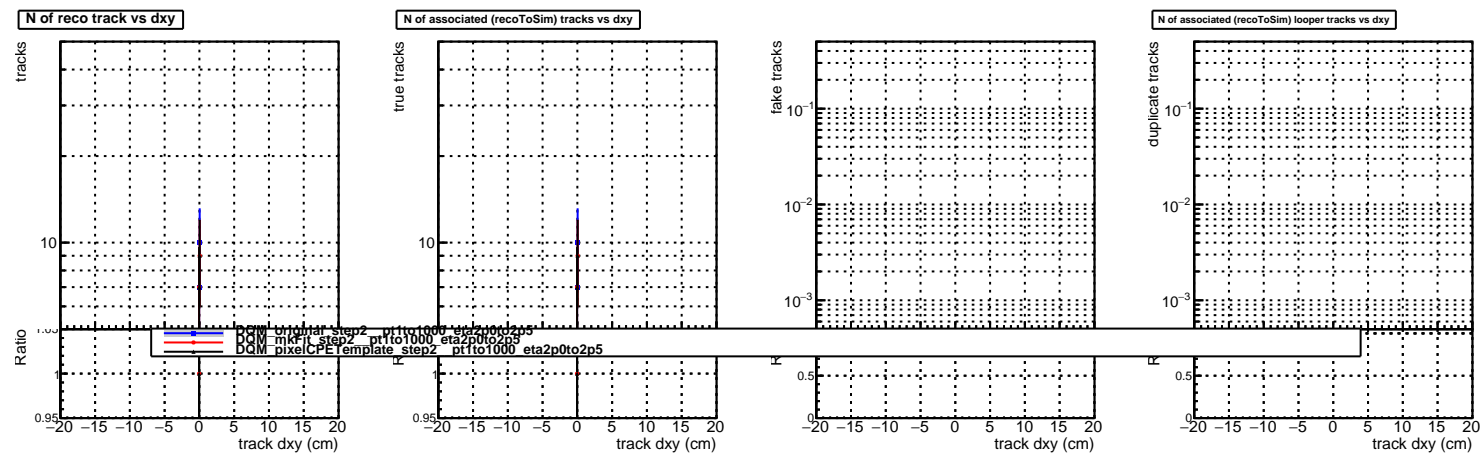 N of reco track vs dxy
N of associated (recoToSim) tracks vs dxy
N of associated (recoToSim) looper tracks vs dxy
tracks
10
true tracks
10
fake tracks
10−1
10−2
10−3
duplicate tracks
10−1
10−2
10−3
DQM_original_step2__pt1to1000_eta2p0to2p5
DQM_mkFit_step2__pt1to1000_eta2p0to2p5
DQM_pixelCPETemplate_step2__pt1to1000_eta2p0to2p5
Ratio
1.05
1
0.95
−20 −15 −10 −5 0 5 10 15 20
track dxy (cm)
1
0.95
−20 −15 −10 −5 0 5 10 15 20
track dxy (cm)
0.5
0
−20 −15 −10 −5 0 5 10 15 20
track dxy (cm)
0.5
0
−20 −15 −10 −5 0 5 10 15 20
track dxy (cm)